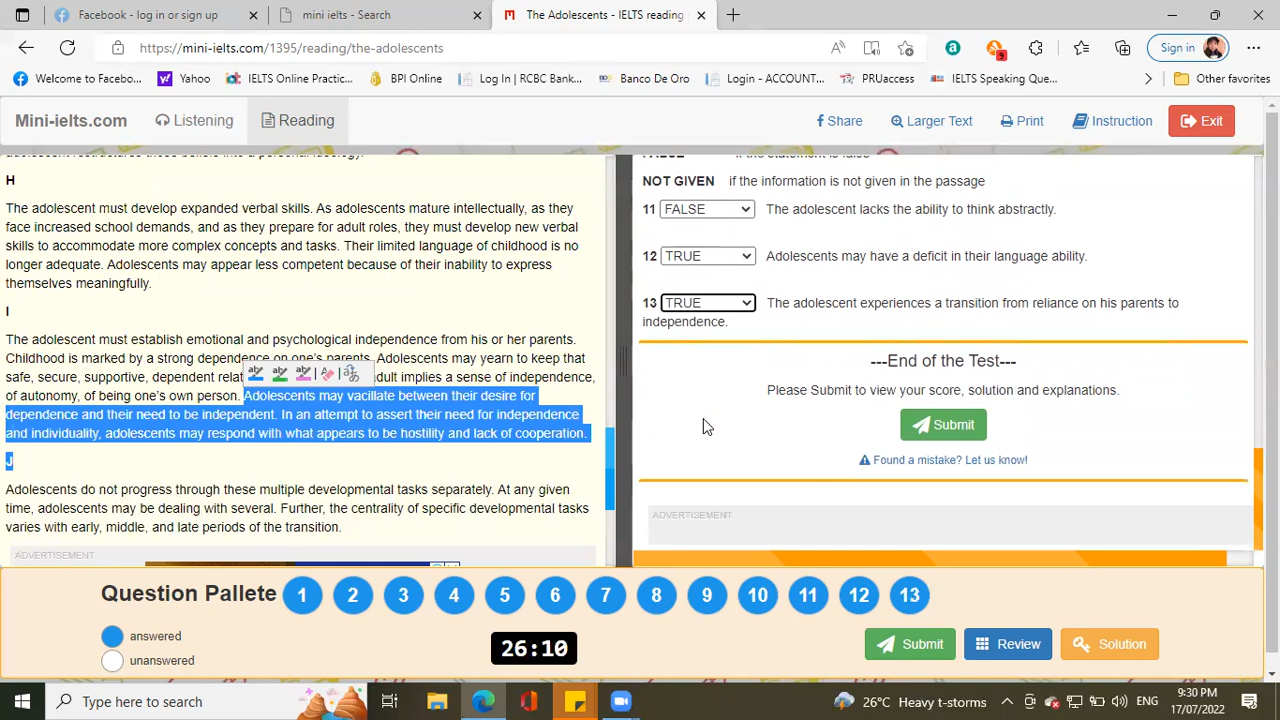 Facebook - log in or sign up
mini ielts - Search
The Adolescents - IELTS reading
https://mini-ielts.com/1395/reading/the-adolescents
Sign in
Welcome to Facebo...
Yahoo
IELTS Online Practic...
BPI Online
Log In | RCBC Bank...
Banco De Oro
Login - ACCOUNT...
PRUaccess
IELTS Speaking Que...
Other favorites
9
Mini-ielts.com
Listening
Reading
Share
Larger Text
Print
Instruction
Exit
adolescent restructures these beliefs into a personal ideology.
H
The adolescent must develop expanded verbal skills. As adolescents mature intellectually, as they
face increased school demands, and as they prepare for adult roles, they must develop new verbal
skills to accommodate more complex concepts and tasks. Their limited language of childhood is no
longer adequate. Adolescents may appear less competent because of their inability to express
themselves meaningfully.
I
The adolescent must establish emotional and psychological independence from his or her parents.
Childhood is marked by a strong dependence on one's parents. Adolescents may yearn to keep that
safe, secure, supportive, dependent relat
dult implies a sense of independence,
of autonomy, of being one's own person. Adolescents may vacillate between their desire for
dependence and their need to be independent. In an attempt to assert their need for independence
and individuality, adolescents may respond with what appears to be hostility and lack of cooperation.
J
Adolescents do not progress through these multiple developmental tasks separately. At any given
time, adolescents may be dealing with several. Further, the centrality of specific developmental tasks
varies with early, middle, and late periods of the transition.
ADVERTISEMENT
FALSE if the statement is false
NOT GIVEN if the information is not given in the passage
11 FALSE The adolescent lacks the ability to think abstractly.
12 TRUE Adolescents may have a deficit in their language ability.
13 TRUE The adolescent experiences a transition from reliance on his parents to
independence.
---End of the Test---
Please Submit to view your score, solution and explanations.
Submit
Found a mistake? Let us know!
ADVERTISEMENT
Question Pallete 1 2 3 4 5 6 7 8 9 10 11 12 13
answered
unanswered
26:10
Submit
Review
Solution
Type here to search
26°C Heavy t-storms
ENG
9:30 PM
17/07/2022